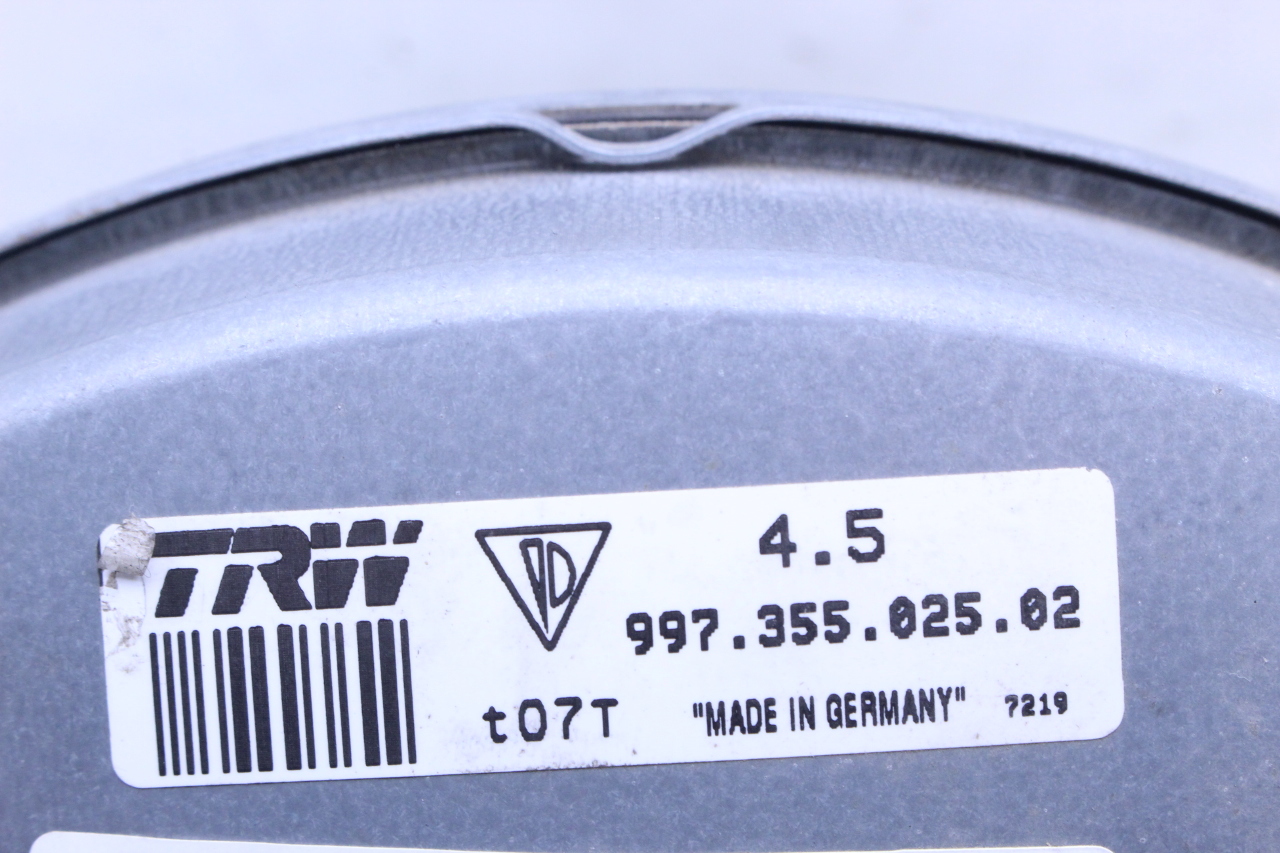 TRW
4.5
997.355.025.02
t07T "MADE IN GERMANY" 7219